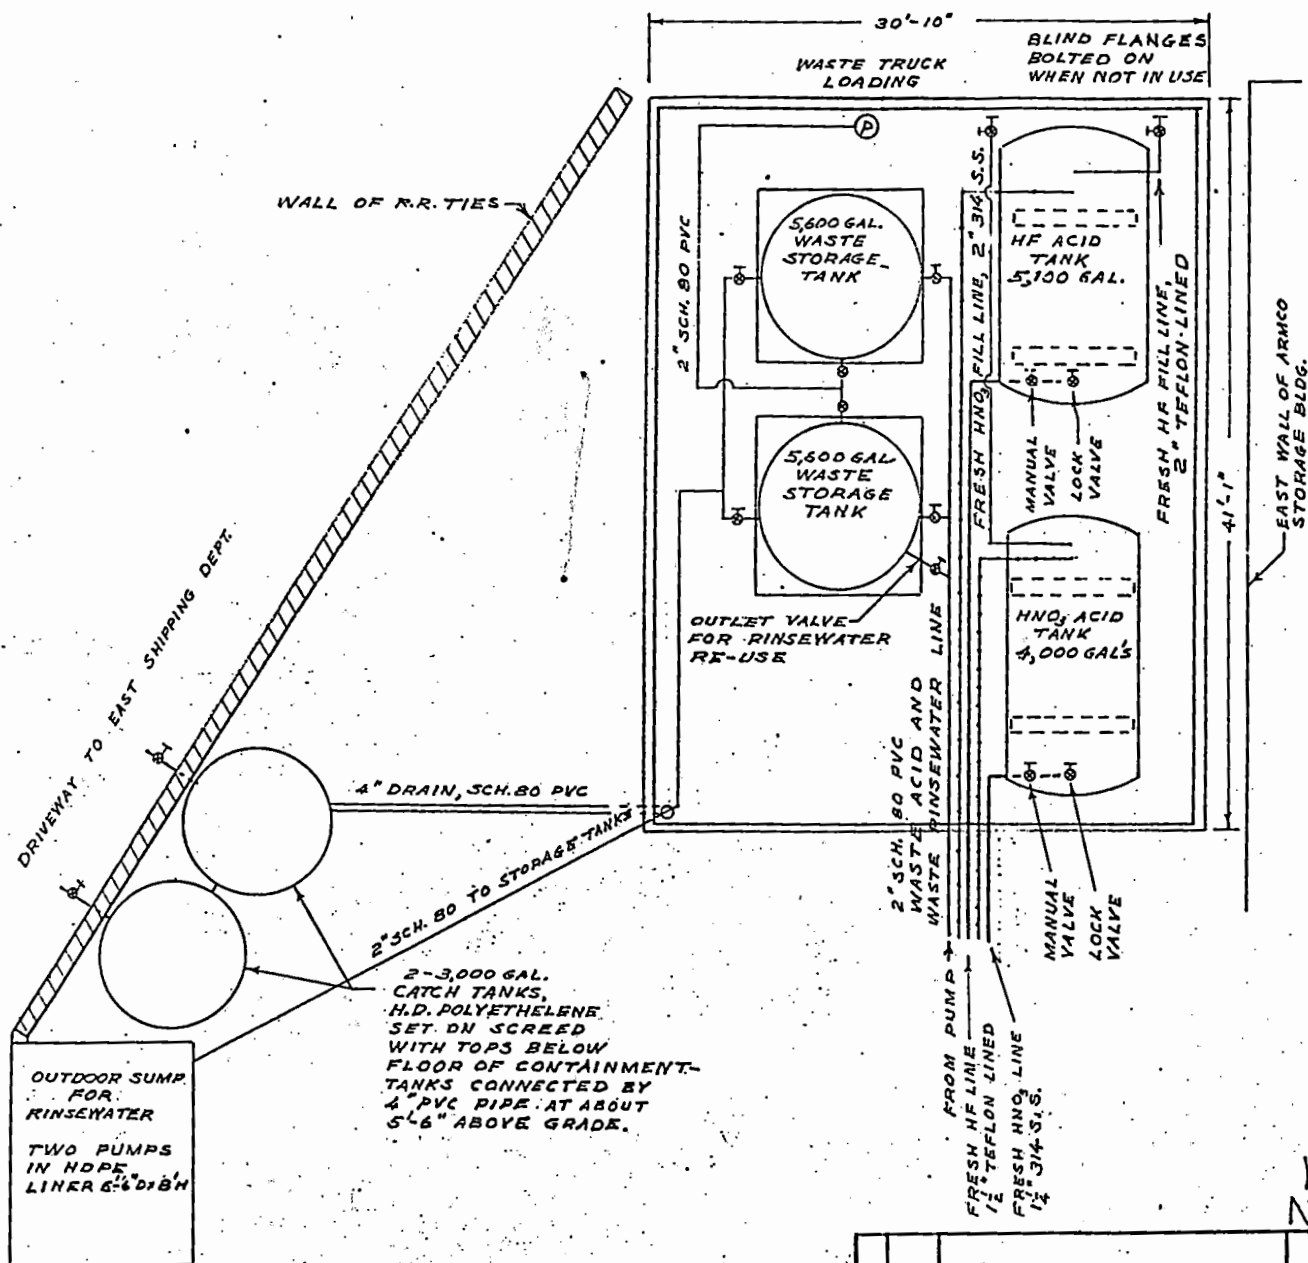 30'-10"
WASTE TRUCK
LOADING
BLIND FLANGES
BOLTED ON
WHEN NOT IN USE
P
WALL OF R.R. TIES
2" SCH. 80 PVC
5,600 GAL.
WASTE
STORAGE
TANK
FRESH HNO3 FILL LINE, 2" 314 S.S.
HF ACID
TANK
5,100 GAL.
FRESH HF FILL LINE,
2" TEFLON-LINED
MANUAL
VALVE
LOCK
VALVE
41'-1"
EAST WALL OF ARMCO
STORAGE BLDG.
5,600 GAL.
WASTE
STORAGE
TANK
OUTLET VALVE
FOR RINSEWATER
RE-USE
HNO3 ACID
TANK
4,000 GAL'S
DRIVEWAY TO EAST SHIPPING DEPT.
4" DRAIN, SCH. 80 PVC
2" SCH. 80 TO STORAGE TANKS
2" SCH. 80 PVC
WASTE ACID AND
WASTE RINSEWATER LINE
MANUAL
VALVE
LOCK
VALVE
2-3,000 GAL.
CATCH TANKS,
H.D. POLYETHELENE
SET ON SCREED
WITH TOPS BELOW
FLOOR OF CONTAINMENT-
TANKS CONNECTED BY
4" PVC PIPE AT ABOUT
5'-6" ABOVE GRADE.
FROM PUMP
FRESH HF LINE
1½" TEFLON LINED
FRESH HNO3 LINE
1¼" 314 S.S.
OUTDOOR SUMP
FOR
RINSEWATER
TWO PUMPS
IN HDPE
LINER